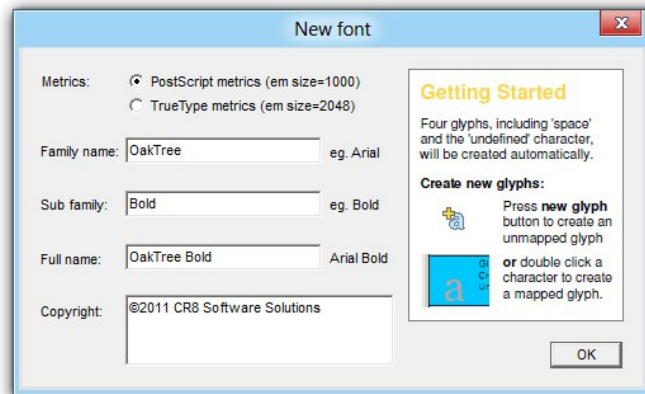 New font
x
Metrics:
PostScript metrics (em size=1000)
TrueType metrics (em size=2048)
Family name:
OakTree
eg. Arial
Sub family:
Bold
eg. Bold
Full name:
OakTree Bold
Arial Bold
Copyright:
©2011 CR8 Software Solutions
Getting Started
Four glyphs, including 'space'
and the 'undefined' character,
will be created automatically.
Create new glyphs:
a
Press new glyph
button to create an
unmapped glyph
a
or double click a
character to create
a mapped glyph.
OK